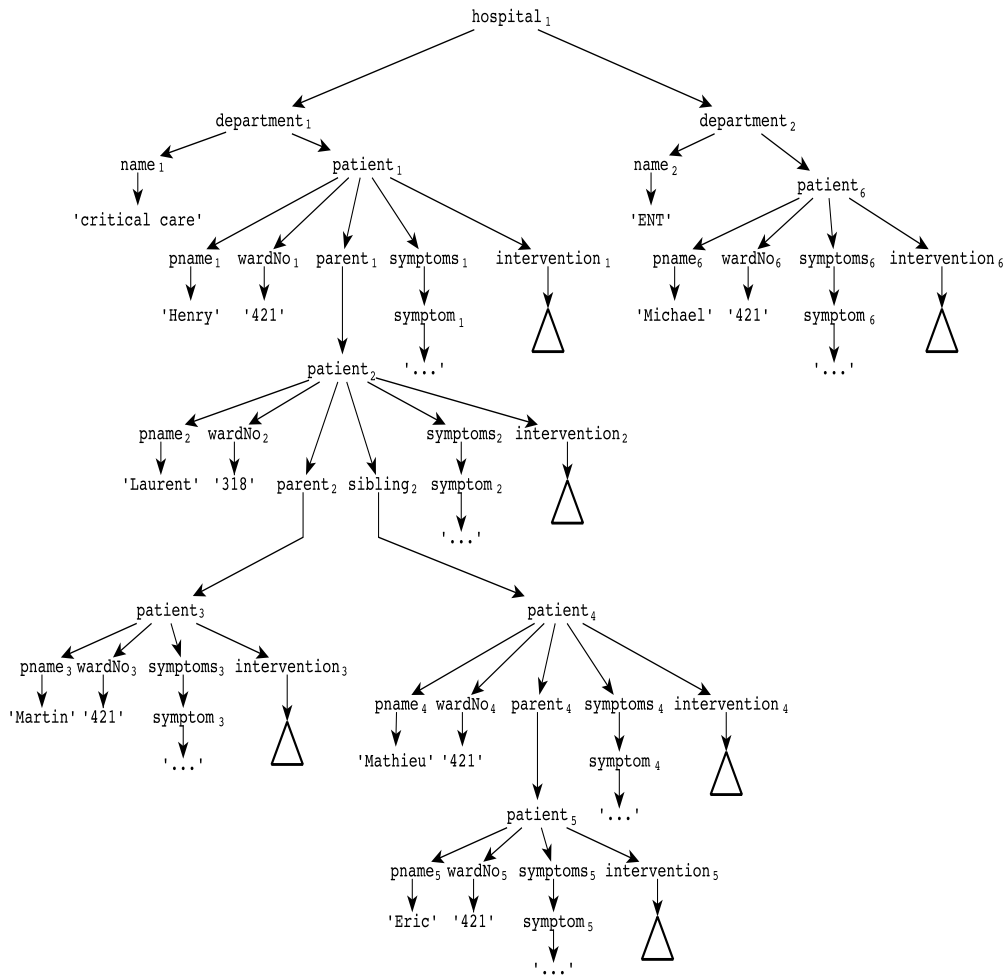 hospital1
department1 department2
name1 patient1 name2 patient6
'critical care' 'ENT'
pname1 wardNo1 parent1 symptoms1 intervention1 pname6 wardNo6 symptoms6 intervention6
'Henry' '421' symptom1 'Michael' '421' symptom6
patient2 '...' '...'
pname2 wardNo2 symptoms2 intervention2
'Laurent' '318' parent2 sibling2 symptom2
'...'
patient3 patient4
pname3 wardNo3 symptoms3 intervention3
pname4 wardNo4 parent4 symptoms4 intervention4
'Martin' '421' symptom3
'...' 'Mathieu' '421' symptom4
patient5 '...'
pname5 wardNo5 symptoms5 intervention5
'Eric' '421' symptom5
'...'